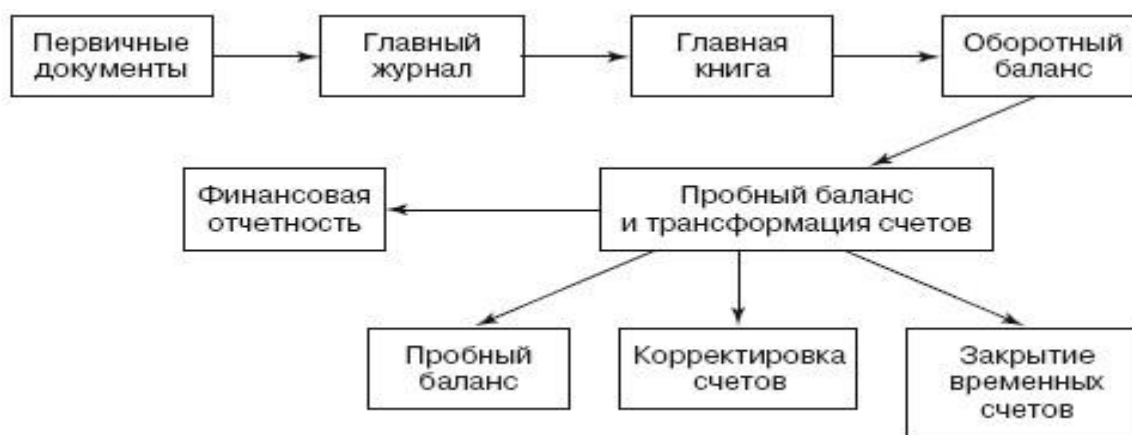 Первичные
документы
Главный
журнал
Главная
книга
Оборотный
баланс
Финансовая
отчетность
Пробный баланс
и трансформация счетов
Пробный
баланс
Корректировка
счетов
Закрытие
временных
счетов